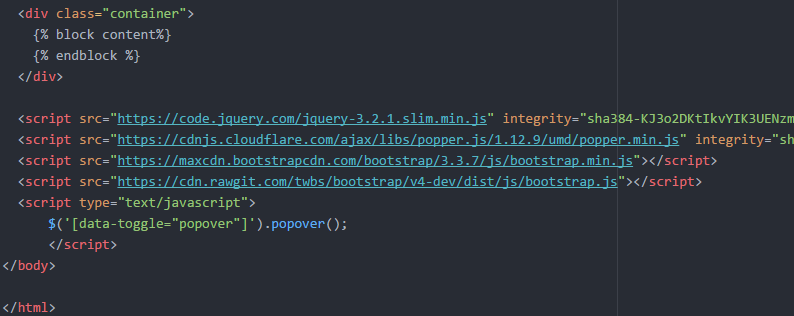 <div class="container">
{% block content%}
{% endblock %}
</div>
<script src="https://code.jquery.com/jquery-3.2.1.slim.min.js" integrity="sha384-KJ3o2DKtIkvYIK3UENzm
<script src="https://cdnjs.cloudflare.com/ajax/libs/popper.js/1.12.9/umd/popper.min.js" integrity="sh
<script src="https://maxcdn.bootstrapcdn.com/bootstrap/3.3.7/js/bootstrap.min.js"></script>
<script src="https://cdn.rawgit.com/twbs/bootstrap/v4-dev/dist/js/bootstrap.js"></script>
<script type="text/javascript">
$('[data-toggle="popover"]').popover();
</script>
</body>
</html>